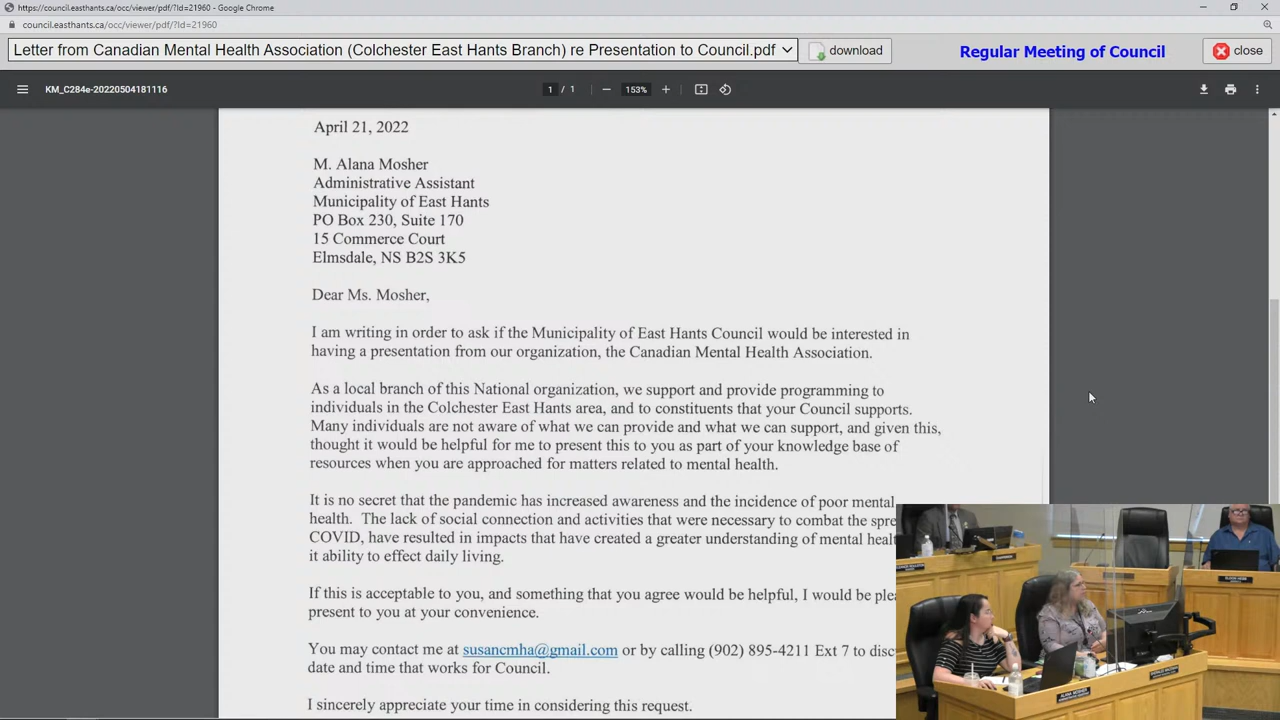 https://council.easthants.ca/occ/viewer/pdf/?Id=21960 - Google Chrome
council.easthants.ca/occ/viewer/pdf/?Id=21960
Letter from Canadian Mental Health Association (Colchester East Hants Branch) re Presentation to Council.pdf
download
Regular Meeting of Council
close
KM_C284e-20220504181116
1 / 1
153%
April 21, 2022
M. Alana Mosher
Administrative Assistant
Municipality of East Hants
PO Box 230, Suite 170
15 Commerce Court
Elmsdale, NS B2S 3K5
Dear Ms. Mosher,
I am writing in order to ask if the Municipality of East Hants Council would be interested in
having a presentation from our organization, the Canadian Mental Health Association.
As a local branch of this National organization, we support and provide programming to
individuals in the Colchester East Hants area, and to constituents that your Council supports.
Many individuals are not aware of what we can provide and what we can support, and given this,
thought it would be helpful for me to present this to you as part of your knowledge base of
resources when you are approached for matters related to mental health.
It is no secret that the pandemic has increased awareness and the incidence of poor mental
health. The lack of social connection and activities that were necessary to combat the spre
COVID, have resulted in impacts that have created a greater understanding of mental heal
it ability to effect daily living.
If this is acceptable to you, and something that you agree would be helpful, I would be plea
present to you at your convenience.
You may contact me at susancmha@gmail.com or by calling (902) 895-4211 Ext 7 to disc
date and time that works for Council.
I sincerely appreciate your time in considering this request.
ALANA MOSHER